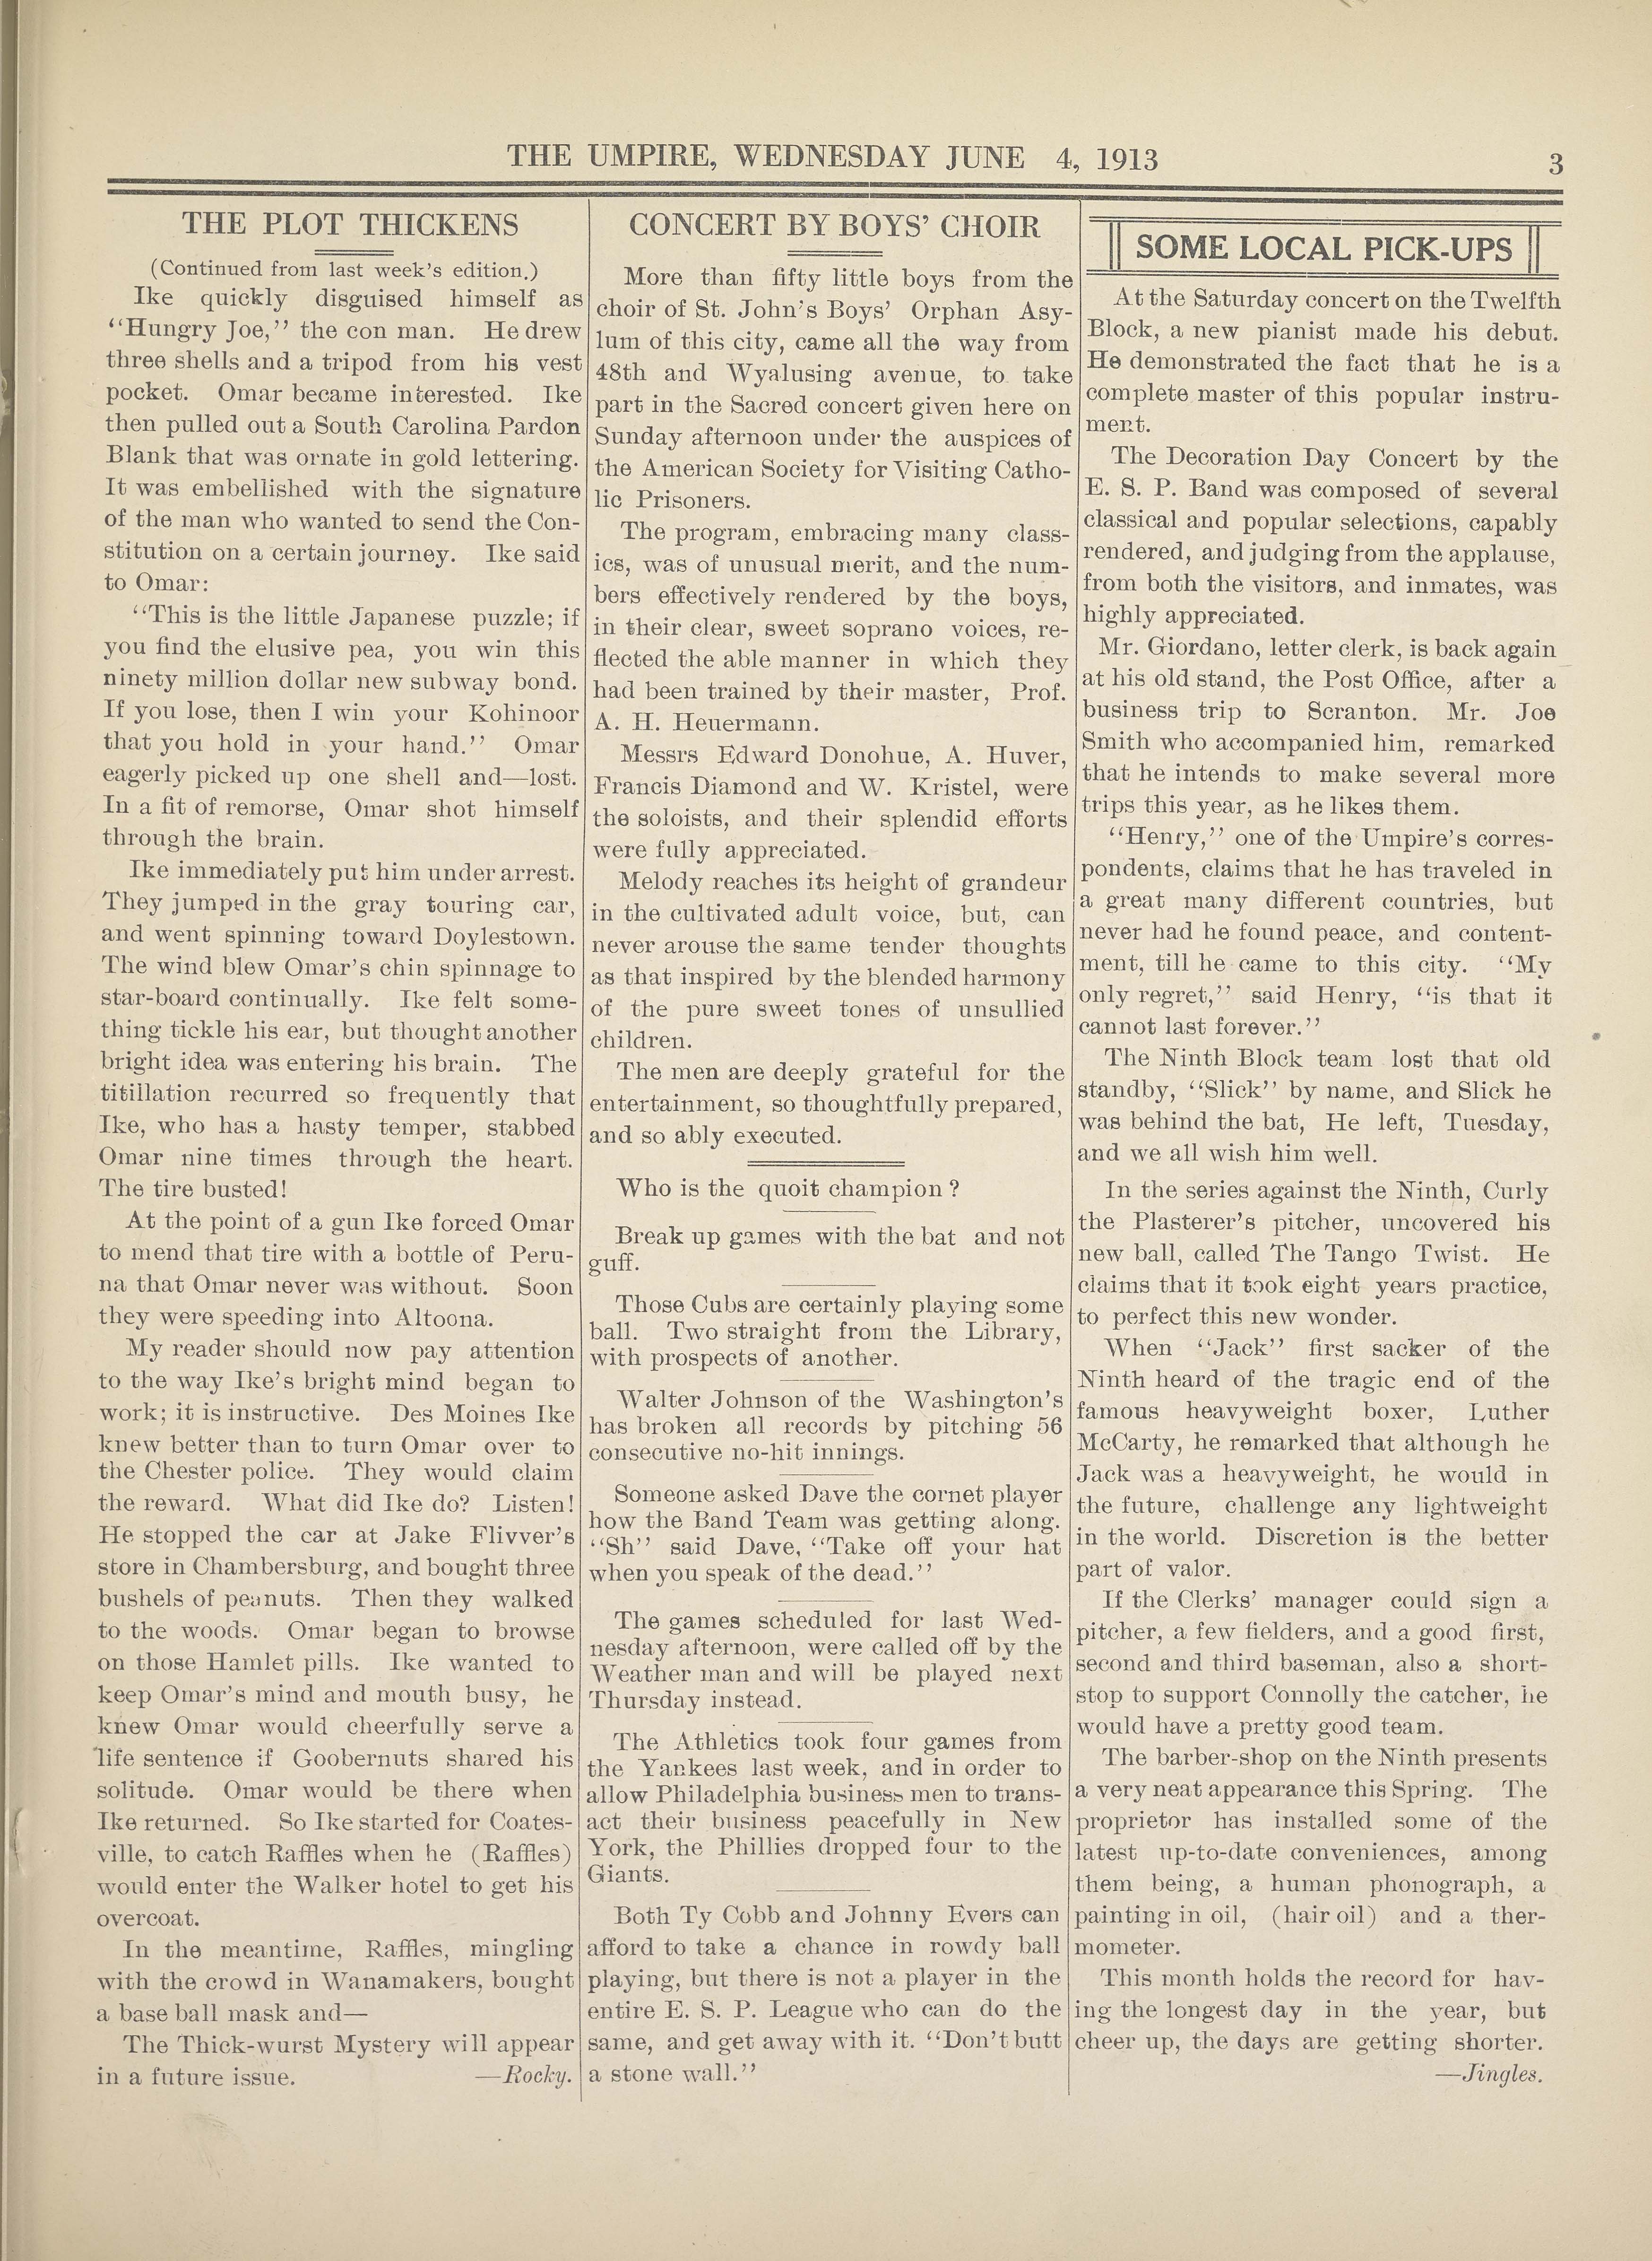 THE UMPIRE, WEDNESDAY JUNE 4, 1913
3
THE PLOT THICKENS
(Continued from last week's edition.)
Ike quickly disguised himself as
"Hungry Joe," the con man. He drew
three shells and a tripod from his vest
pocket. Omar became interested. Ike
then pulled out a South Carolina Pardon
Blank that was ornate in gold lettering.
It was embellished with the signature
of the man who wanted to send the Con-
stitution on a certain journey. Ike said
to Omar:
"This is the little Japanese puzzle; if
you find the elusive pea, you win this
ninety million dollar new subway bond.
If you lose, then I win your Kohinoor
that you hold in your hand." Omar
eagerly picked up one shell and—lost.
In a fit of remorse, Omar shot himself
through the brain.
Ike immediately put him under arrest.
They jumped in the gray touring car,
and went spinning toward Doylestown.
The wind blew Omar's chin spinnage to
star-board continually. Ike felt some-
thing tickle his ear, but thought another
bright idea was entering his brain. The
titillation recurred so frequently that
Ike, who has a hasty temper, stabbed
Omar nine times through the heart.
The tire busted!
At the point of a gun Ike forced Omar
to mend that tire with a bottle of Peru-
na that Omar never was without. Soon
they were speeding into Altoona.
My reader should now pay attention
to the way Ike's bright mind began to
work; it is instructive. Des Moines Ike
knew better than to turn Omar over to
the Chester police. They would claim
the reward. What did Ike do? Listen!
He stopped the car at Jake Flivver's
store in Chambersburg, and bought three
bushels of peanuts. Then they walked
to the woods. Omar began to browse
on those Hamlet pills. Ike wanted to
keep Omar's mind and mouth busy, he
knew Omar would cheerfully serve a
life sentence if Goobernuts shared his
solitude. Omar would be there when
Ike returned. So Ike started for Coates-
ville, to catch Raffles when he (Raffles)
would enter the Walker hotel to get his
overcoat.
In the meantime, Raffles, mingling
with the crowd in Wanamakers, bought
a base ball mask and—
The Thick-wurst Mystery will appear
in a future issue. —Rocky.
CONCERT BY BOYS' CHOIR
More than fifty little boys from the
choir of St. John's Boys' Orphan Asy-
lum of this city, came all the way from
48th and Wyalusing avenue, to take
part in the Sacred concert given here on
Sunday afternoon under the auspices of
the American Society for Visiting Catho-
lic Prisoners.
The program, embracing many class-
ics, was of unusual merit, and the num-
bers effectively rendered by the boys,
in their clear, sweet soprano voices, re-
flected the able manner in which they
had been trained by their master, Prof.
A. H. Heuermann.
Messrs Edward Donohue, A. Huver,
Francis Diamond and W. Kristel, were
the soloists, and their splendid efforts
were fully appreciated.
Melody reaches its height of grandeur
in the cultivated adult voice, but, can
never arouse the same tender thoughts
as that inspired by the blended harmony
of the pure sweet tones of unsullied
children.
The men are deeply grateful for the
entertainment, so thoughtfully prepared,
and so ably executed.
Who is the quoit champion?
Break up games with the bat and not
guff.
Those Cubs are certainly playing some
ball. Two straight from the Library,
with prospects of another.
Walter Johnson of the Washington's
has broken all records by pitching 56
consecutive no-hit innings.
Someone asked Dave the cornet player
how the Band Team was getting along.
"Sh" said Dave, "Take off your hat
when you speak of the dead."
The games scheduled for last Wed-
nesday afternoon, were called off by the
Weather man and will be played next
Thursday instead.
The Athletics took four games from
the Yankees last week, and in order to
allow Philadelphia business men to trans-
act their business peacefully in New
York, the Phillies dropped four to the
Giants.
Both Ty Cobb and Johnny Evers can
afford to take a chance in rowdy ball
playing, but there is not a player in the
entire E. S. P. League who can do the
same, and get away with it. "Don't butt
a stone wall."
SOME LOCAL PICK-UPS
At the Saturday concert on the Twelfth
Block, a new pianist made his debut.
He demonstrated the fact that he is a
complete master of this popular instru-
ment.
The Decoration Day Concert by the
E. S. P. Band was composed of several
classical and popular selections, capably
rendered, and judging from the applause,
from both the visitors, and inmates, was
highly appreciated.
Mr. Giordano, letter clerk, is back again
at his old stand, the Post Office, after a
business trip to Scranton. Mr. Joe
Smith who accompanied him, remarked
that he intends to make several more
trips this year, as he likes them.
"Henry," one of the Umpire's corres-
pondents, claims that he has traveled in
a great many different countries, but
never had he found peace, and content-
ment, till he came to this city. "My
only regret," said Henry, "is that it
cannot last forever."
The Ninth Block team lost that old
standby, "Slick" by name, and Slick he
was behind the bat, He left, Tuesday,
and we all wish him well.
In the series against the Ninth, Curly
the Plasterer's pitcher, uncovered his
new ball, called The Tango Twist. He
claims that it took eight years practice,
to perfect this new wonder.
When "Jack" first sacker of the
Ninth heard of the tragic end of the
famous heavyweight boxer, Luther
McCarty, he remarked that although he
Jack was a heavyweight, he would in
the future, challenge any lightweight
in the world. Discretion is the better
part of valor.
If the Clerks' manager could sign a
pitcher, a few fielders, and a good first,
second and third baseman, also a short-
stop to support Connolly the catcher, he
would have a pretty good team.
The barber-shop on the Ninth presents
a very neat appearance this Spring. The
proprietor has installed some of the
latest up-to-date conveniences, among
them being, a human phonograph, a
painting in oil, (hair oil) and a ther-
mometer.
This month holds the record for hav-
ing the longest day in the year, but
cheer up, the days are getting shorter.
—Jingles.